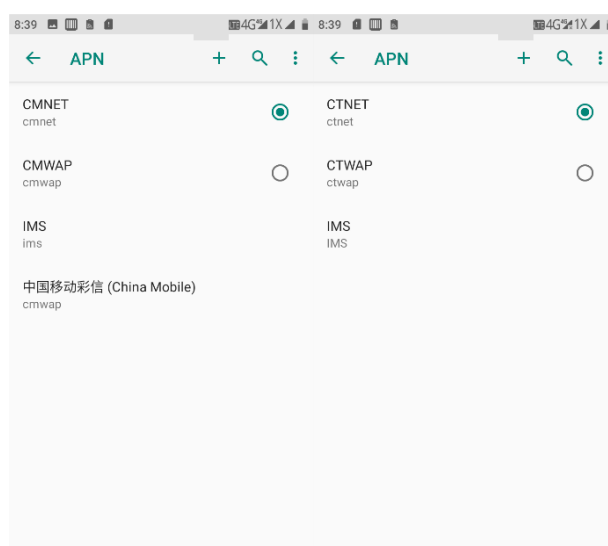 8:39 4G 1X
APN
CMNET
cmnet
CMWAP
cmwap
IMS
ims
中国移动彩信 (China Mobile)
cmwap
8:39 4G 1X
APN
CTNET
ctnet
CTWAP
ctwap
IMS
IMS